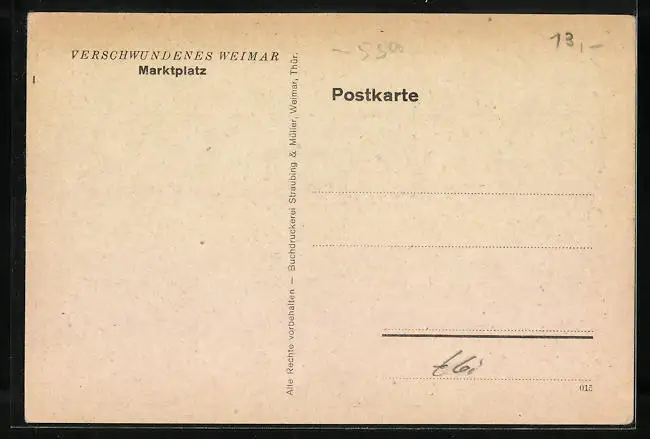 VERSCHWUNDENES WEIMAR
Marktplatz
Alle Rechte vorbehalten — Buchdruckerei Straubing & Müller, Weimar, Thür.
13,-
Postkarte
015